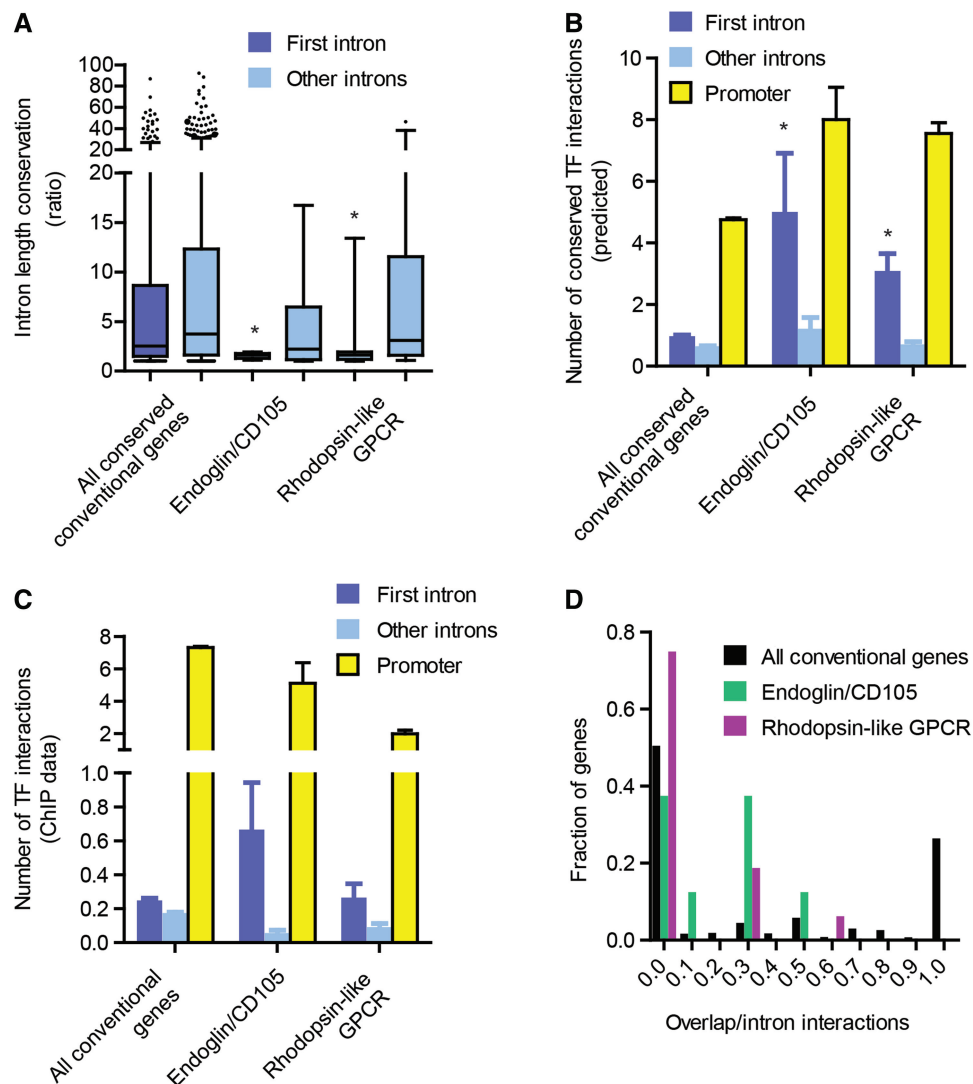 A
First intron
Other introns
Intron length conservation
(ratio)
100
80
60
40
20
20
15
10
5
0
*
*
All conserved
conventional genes
Endoglin/CD105
Rhodopsin-like
GPCR
B
First intron
Other introns
Promoter
Number of conserved TF interactions
(predicted)
10
8
6
4
2
0
*
*
All conserved
conventional genes
Endoglin/CD105
Rhodopsin-like
GPCR
C
First intron
Other introns
Promoter
Number of TF interactions
(ChIP data)
8
6
4
2
1.0
0.8
0.6
0.4
0.2
0.0
All conventional
genes
Endoglin/CD105
Rhodopsin-like
GPCR
D
All conventional genes
Endoglin/CD105
Rhodopsin-like GPCR
Fraction of genes
0.8
0.6
0.4
0.2
0.0
0.0 0.1 0.2 0.3 0.4 0.5 0.6 0.7 0.8 0.9 1.0
Overlap/intron interactions